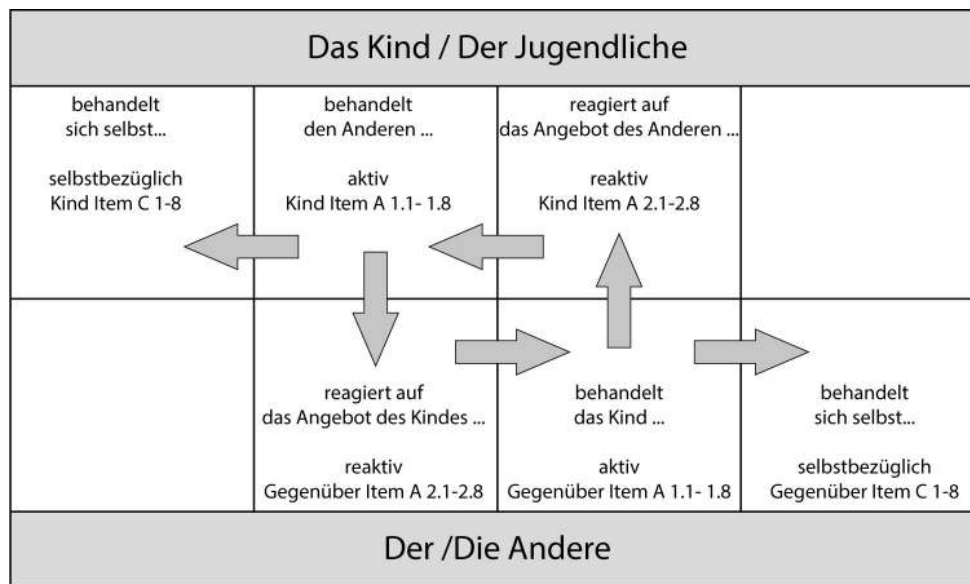 Das Kind / Der Jugendliche
behandelt
sich selbst...
selbstbezüglich
Kind Item C 1-8
behandelt
den Anderen ...
aktiv
Kind Item A 1.1- 1.8
reagiert auf
das Angebot des Anderen ...
reaktiv
Kind Item A 2.1-2.8
reagiert auf
das Angebot des Kindes ...
reaktiv
Gegenüber Item A 2.1-2.8
behandelt
das Kind ...
aktiv
Gegenüber Item A 1.1- 1.8
behandelt
sich selbst...
selbstbezüglich
Gegenüber Item C 1-8
Der /Die Andere